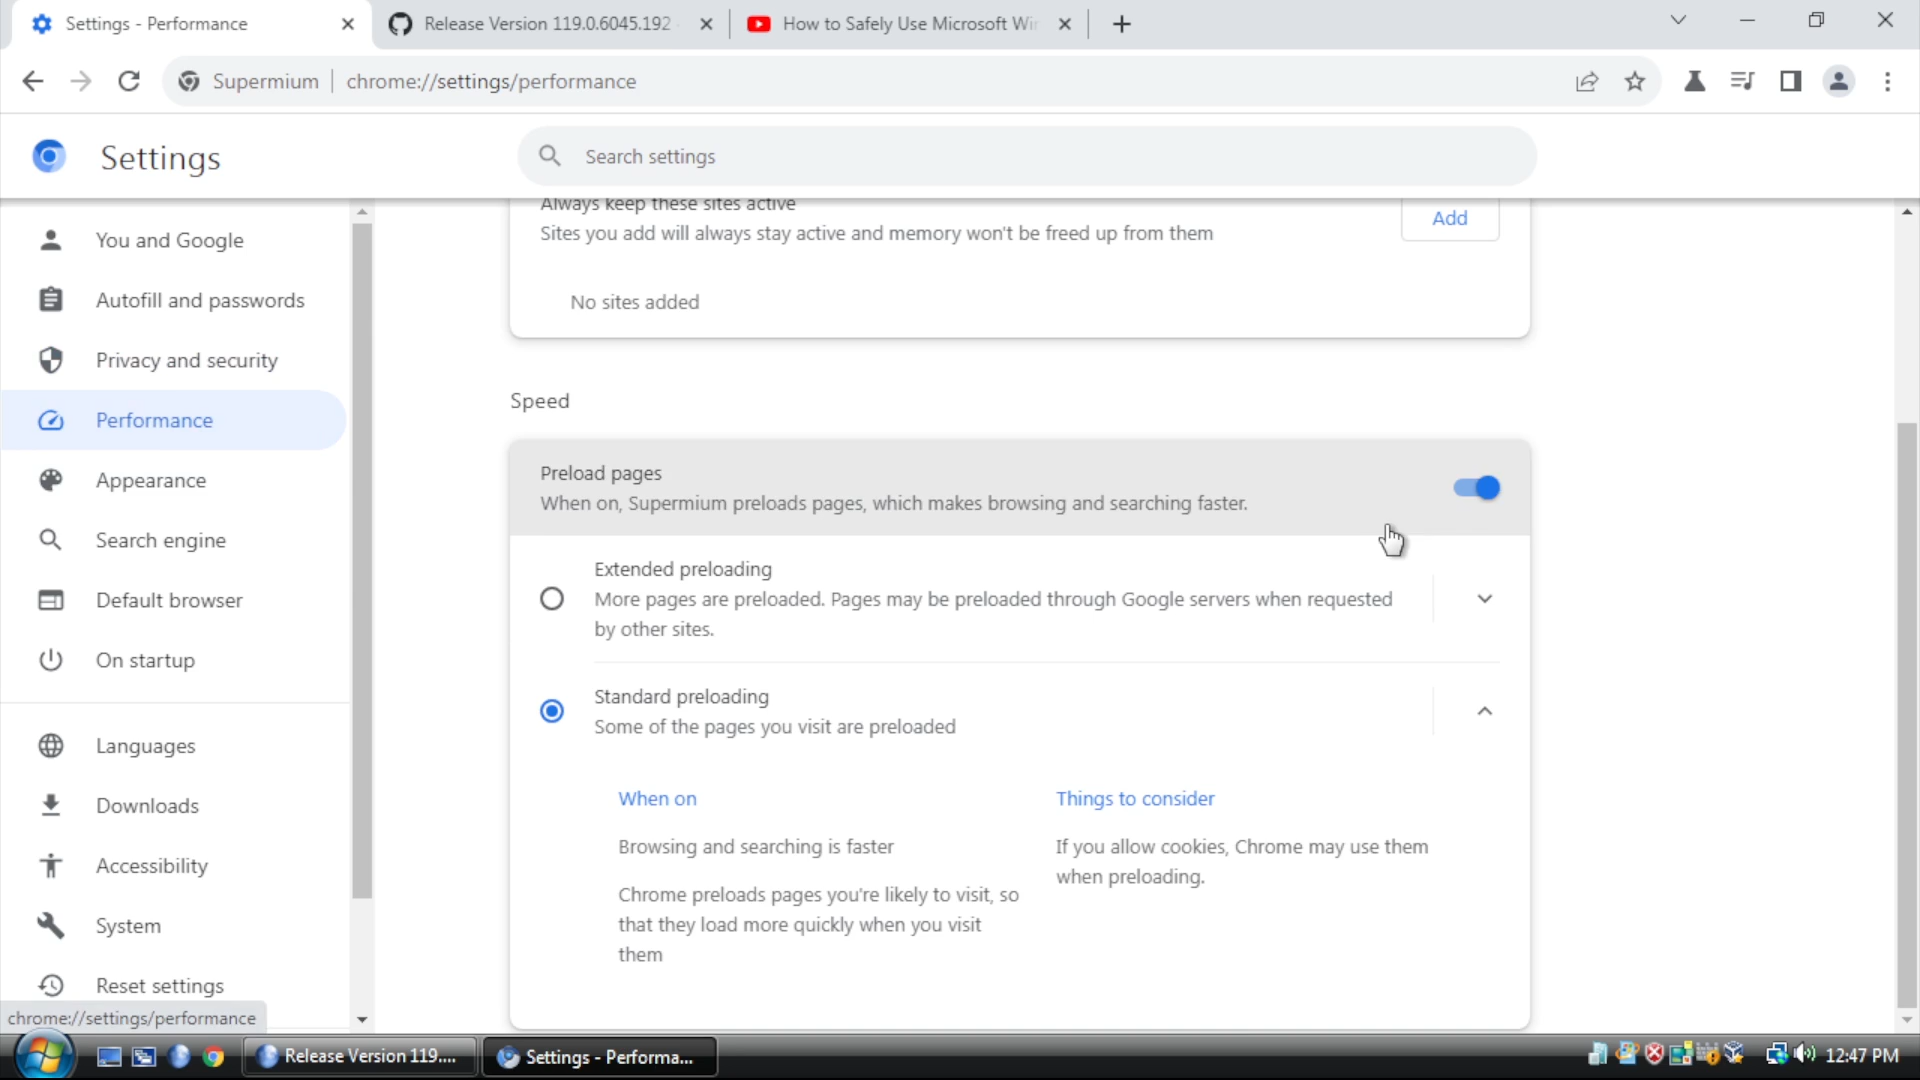 Settings - Performance
Release Version 119.0.6045.192
How to Safely Use Microsoft Wi
Supermium
chrome://settings/performance
Settings
Search settings
You and Google
Autofill and passwords
Privacy and security
Performance
Appearance
Search engine
Default browser
On startup
Languages
Downloads
Accessibility
System
Reset settings
chrome://settings/performance
Always keep these sites active
Sites you add will always stay active and memory won't be freed up from them
Add
No sites added
Speed
Preload pages
When on, Supermium preloads pages, which makes browsing and searching faster.
Extended preloading
More pages are preloaded. Pages may be preloaded through Google servers when requested
by other sites.
Standard preloading
Some of the pages you visit are preloaded
When on
Browsing and searching is faster
Chrome preloads pages you're likely to visit, so
that they load more quickly when you visit
them
Things to consider
If you allow cookies, Chrome may use them
when preloading.
Release Version 119....
Settings - Performa...
12:47 PM